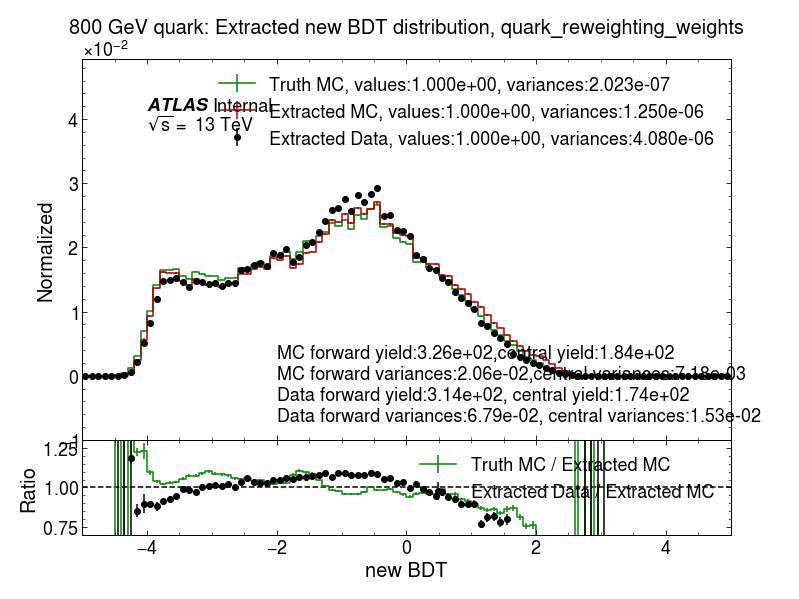 800 GeV quark: Extracted new BDT distribution, quark_reweighting_weights
×10−2
Truth MC, values:1.000e+00, variances:2.023e-07
ATLAS Internal
Extracted MC, values:1.000e+00, variances:1.250e-06
√s = 13 TeV
Extracted Data, values:1.000e+00, variances:4.080e-06
4
3
2
1
0
−1
Normalized
MC forward yield:3.26e+02,central yield:1.84e+02
MC forward variances:2.06e-02,central variances:7.18e-03
Data forward yield:3.14e+02, central yield:1.74e+02
Data forward variances:6.79e-02, central variances:1.53e-02
1.25
1.00
0.75
Ratio
Truth MC / Extracted MC
Extracted Data / Extracted MC
−4 −2 0 2 4
new BDT